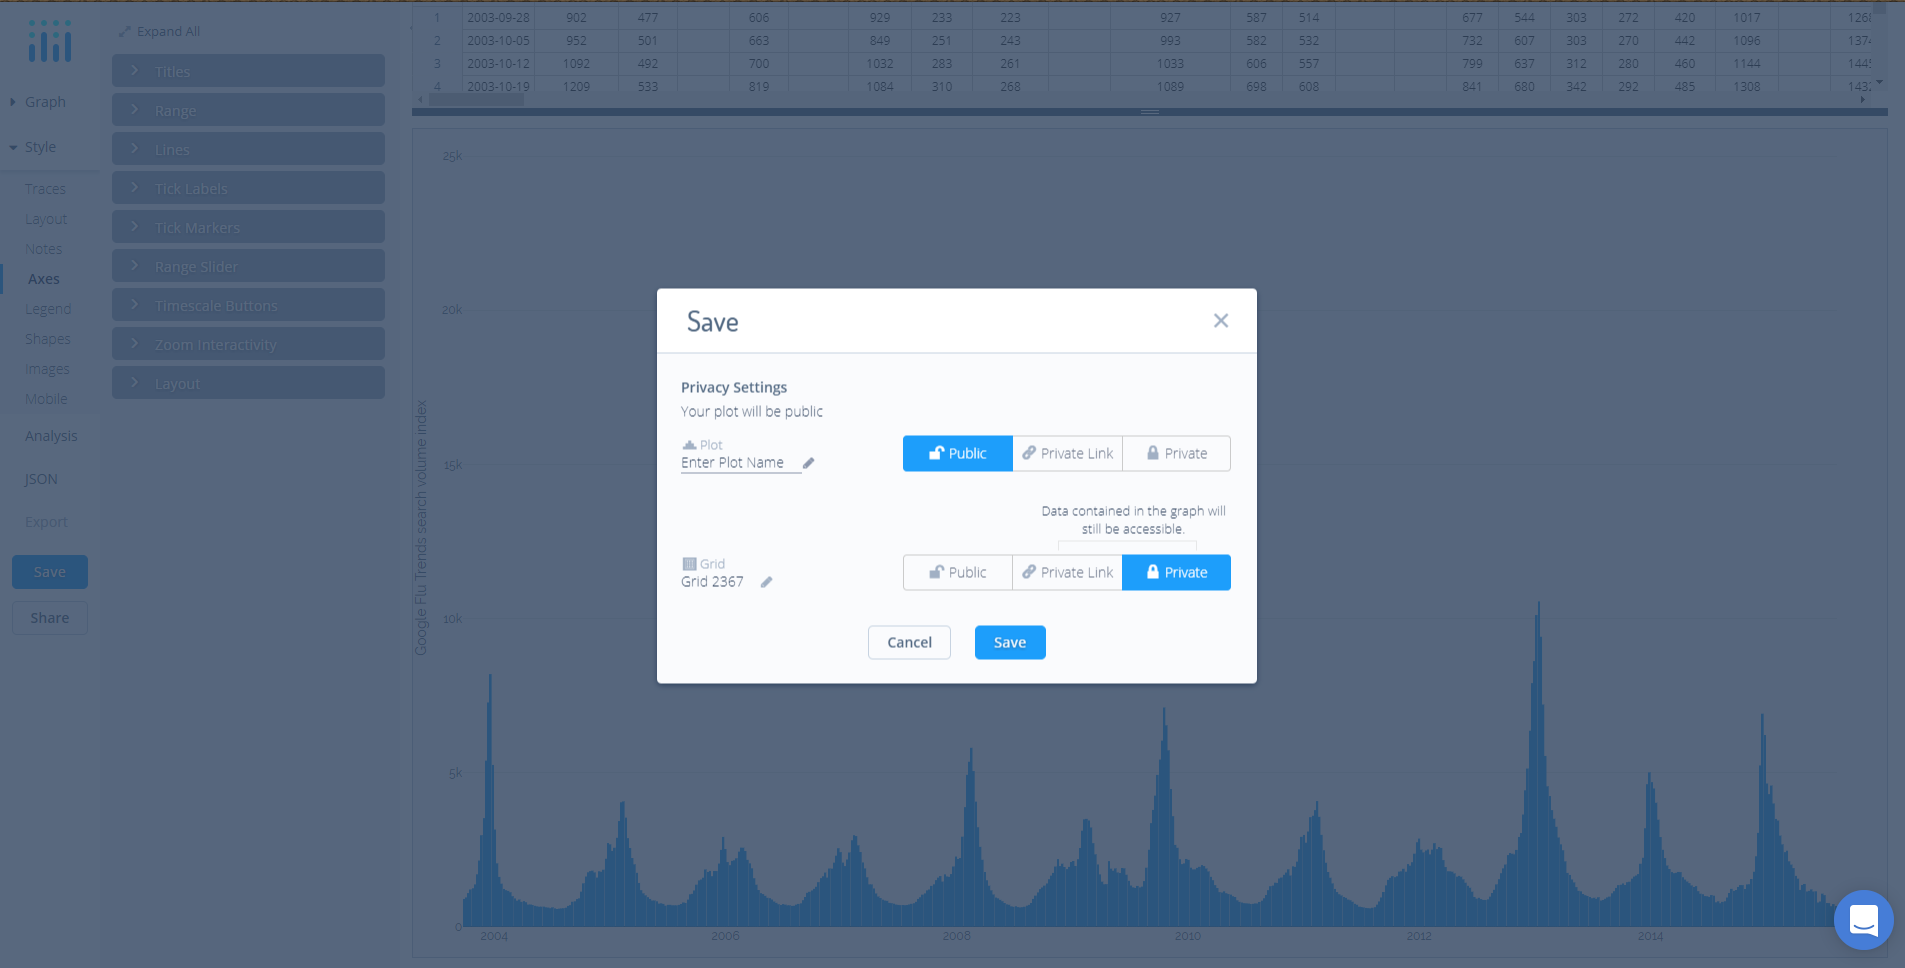 Expand All
Titles
Range
Lines
Tick Labels
Tick Markers
Range Slider
Timescale Buttons
Zoom Interactivity
Layout
Graph
Style
Traces
Layout
Notes
Axes
Legend
Shapes
Images
Mobile
Analysis
JSON
Export
Save
Share
1 2003-09-28 902 477 606 929 233 223 927 587 514 677 544 303 272 420 1017
2 2003-10-05 952 501 663 849 251 243 993 582 532 732 607 303 270 442 1096
3 2003-10-12 1092 492 700 1032 283 261 1033 606 557 799 637 312 280 460 1144
4 2003-10-19 1209 533 819 1084 310 268 1089 698 608 841 680 342 292 485 1308
25k
20k
15k
10k
5k
0
Google Flu Trends search volume index
2004 2006 2008 2010 2012 2014
Save
Privacy Settings
Your plot will be public
Plot
Enter Plot Name
Public Private Link Private
Data contained in the graph will
still be accessible.
Grid
Grid 2367
Public Private Link Private
Cancel Save